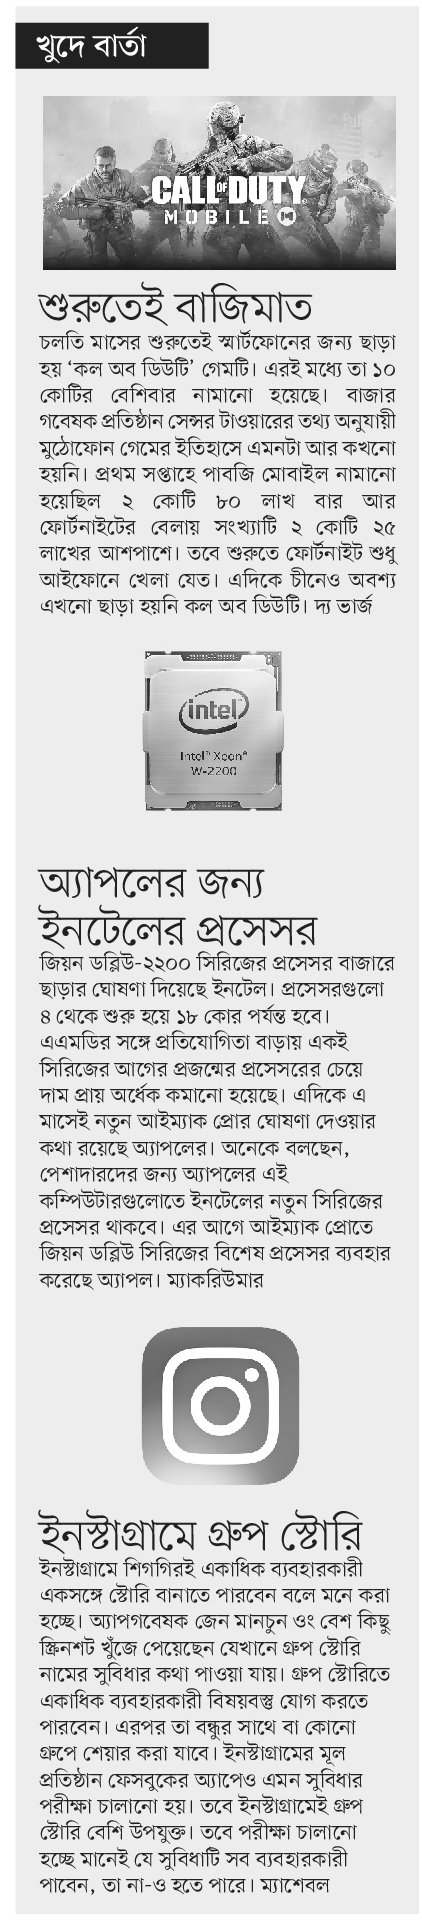 খুদে বার্তা
CALL OF DUTY
MOBILE
শুরুতেই বাজিমাত
চলতি মাসের শুরুতেই স্মার্টফোনের জন্য ছাড়া
হয় ‘কল অব ডিউটি’ গেমটি। এরই মধ্যে তা ১০
কোটির বেশিবার নামানো হয়েছে। বাজার
গবেষক প্রতিষ্ঠান সেন্সর টাওয়ারের তথ্য অনুযায়ী
মুঠোফোন গেমের ইতিহাসে এমনটা আর কখনো
হয়নি। প্রথম সপ্তাহে পাবজি মোবাইল নামানো
হয়েছিল ২ কোটি ৮০ লাখ বার আর
ফোর্টনাইটের বেলায় সংখ্যাটি ২ কোটি ২৫
লাখের আশপাশে। তবে শুরুতে ফোর্টনাইট শুধু
আইফোনে খেলা যেত। এদিকে চীনেও অবশ্য
এখনো ছাড়া হয়নি কল অব ডিউটি। দ্য ভার্জ
intel
Intel® Xeon®
W-2200
অ্যাপলের জন্য
ইনটেলের প্রসেসর
জিয়ন ডব্লিউ-২২০০ সিরিজের প্রসেসর বাজারে
ছাড়ার ঘোষণা দিয়েছে ইনটেল। প্রসেসরগুলো
৪ থেকে শুরু হয়ে ১৮ কোর পর্যন্ত হবে।
এএমডির সঙ্গে প্রতিযোগিতা বাড়ায় একই
সিরিজের আগের প্রজন্মের প্রসেসরের চেয়ে
দাম প্রায় অর্ধেক কমানো হয়েছে। এদিকে এ
মাসেই নতুন আইম্যাক প্রোর ঘোষণা দেওয়ার
কথা রয়েছে অ্যাপলের। অনেকে বলছেন,
পেশাদারদের জন্য অ্যাপলের এই
কম্পিউটারগুলোতে ইনটেলের নতুন সিরিজের
প্রসেসর থাকবে। এর আগে আইম্যাক প্রোতে
জিয়ন ডব্লিউ সিরিজের বিশেষ প্রসেসর ব্যবহার
করেছে অ্যাপল। ম্যাকরিউমার
ইনস্টাগ্রামে গ্রুপ স্টোরি
ইনস্টাগ্রামে শিগগিরই একাধিক ব্যবহারকারী
একসঙ্গে স্টোরি বানাতে পারবেন বলে মনে করা
হচ্ছে। অ্যাপগবেষক জেন মানচুন ওং বেশ কিছু
স্ক্রিনশট খুঁজে পেয়েছেন যেখানে গ্রুপ স্টোরি
নামের সুবিধার কথা পাওয়া যায়। গ্রুপ স্টোরিতে
একাধিক ব্যবহারকারী বিষয়বস্তু যোগ করতে
পারবেন। এরপর তা বন্ধুর সাথে বা কোনো
গ্রুপে শেয়ার করা যাবে। ইনস্টাগ্রামের মূল
প্রতিষ্ঠান ফেসবুকের অ্যাপেও এমন সুবিধার
পরীক্ষা চালানো হয়। তবে ইনস্টাগ্রামেই গ্রুপ
স্টোরি বেশি উপযুক্ত। তবে পরীক্ষা চালানো
হচ্ছে মানেই যে সুবিধাটি সব ব্যবহারকারী
পাবেন, তা না-ও হতে পারে। ম্যাশেবল